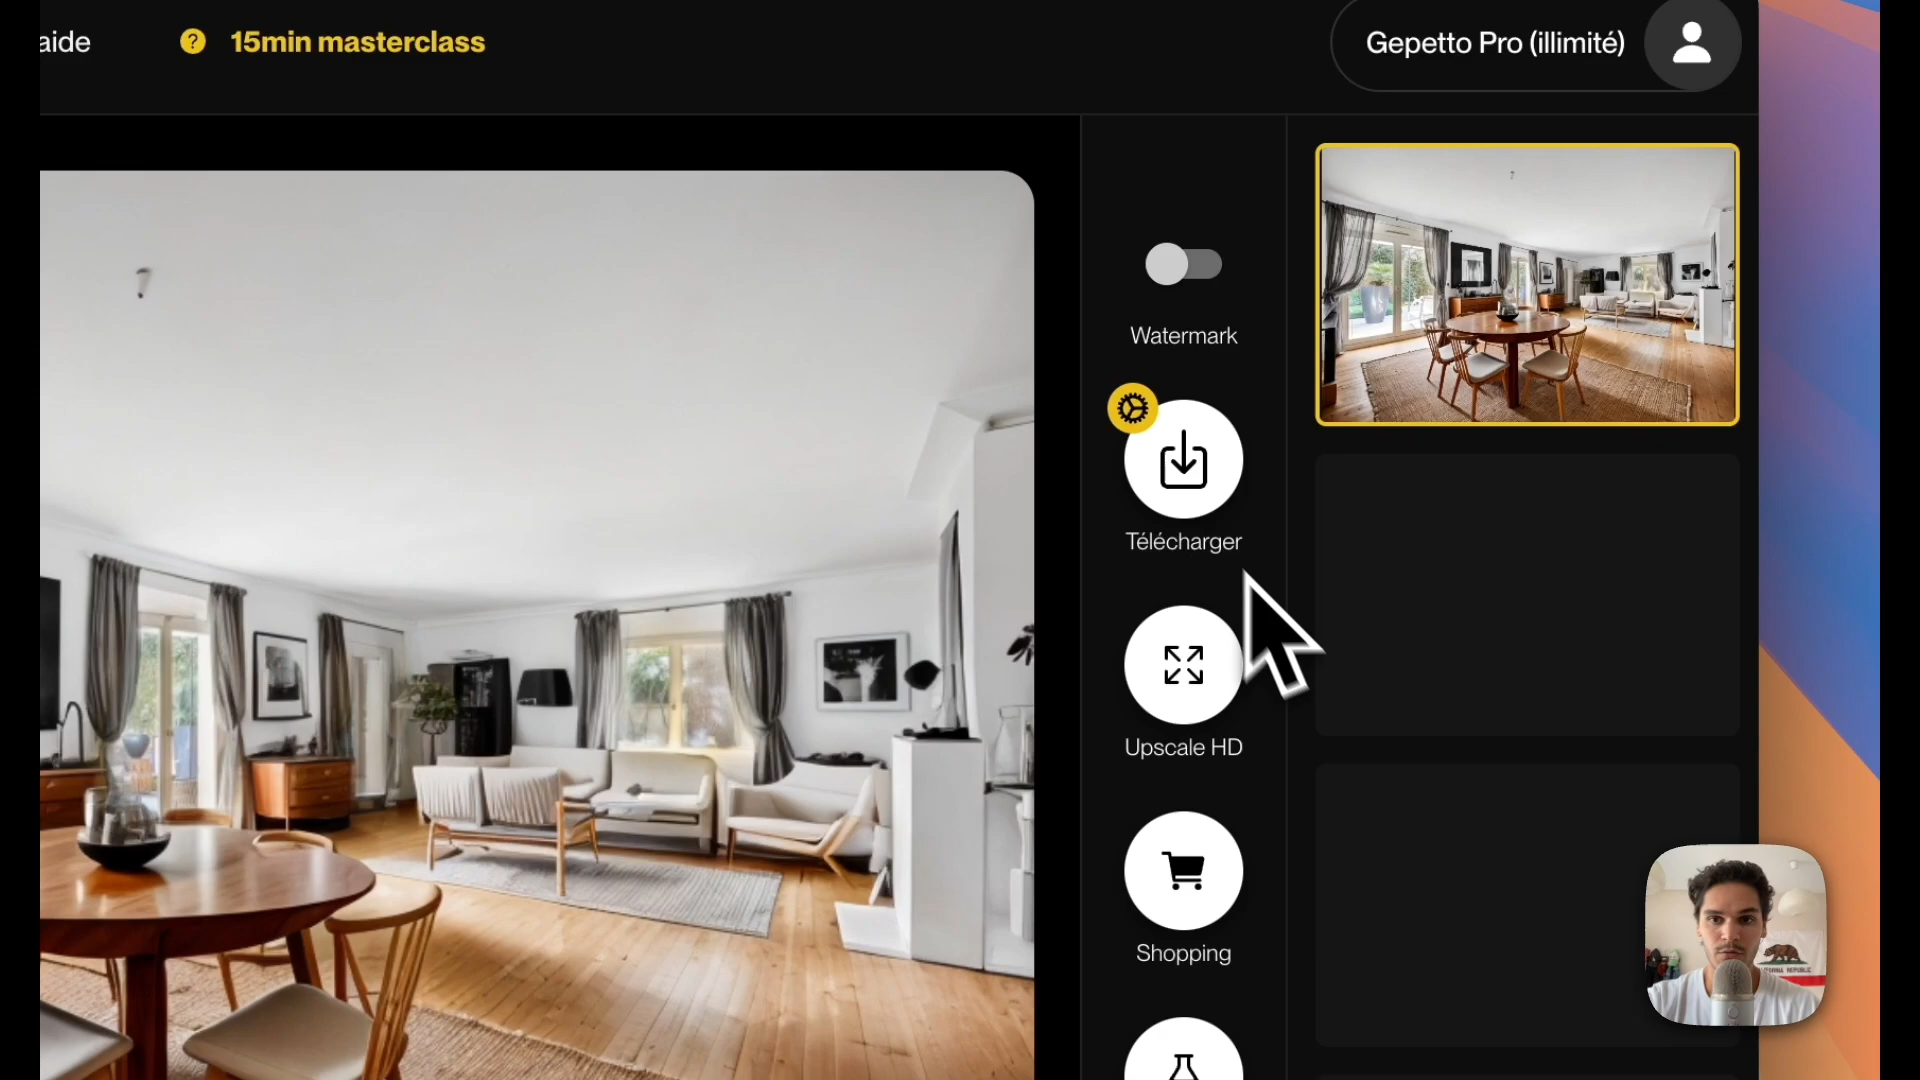 aide
? 15min masterclass
Gepetto Pro (illimité)
Watermark
Télécharger
Upscale HD
Shopping